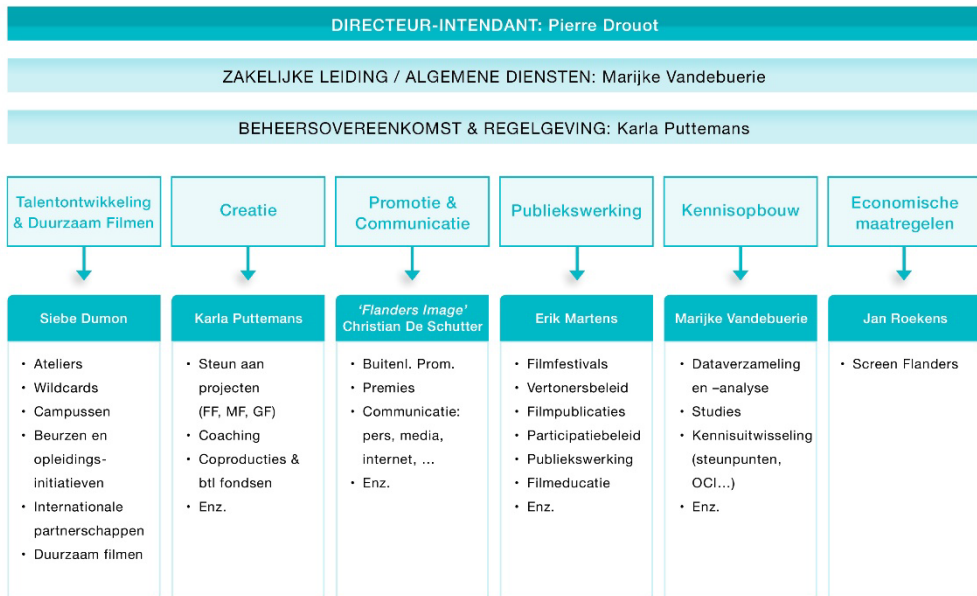 DIRECTEUR-INTENDANT: Pierre Drouot
ZAKELIJKE LEIDING / ALGEMENE DIENSTEN: Marijke Vandebuerie
BEHEERSOVEREENKOMST & REGELGEVING: Karla Puttemans
Talentontwikkeling
& Duurzaam Filmen
Siebe Dumon
• Ateliers
• Wildcards
• Campussen
• Beurzen en
opleidings-
initiatieven
• Internationale
partnerschappen
• Duurzaam filmen
Creatie
Karla Puttemans
• Steun aan
projecten
(FF, MF, GF)
• Coaching
• Coproducties &
btl fondsen
• Enz.
Promotie &
Communicatie
'Flanders Image'
Christian De Schutter
• Buitenl. Prom.
• Premies
• Communicatie:
pers, media,
internet, ...
• Enz.
Publiekswerking
Erik Martens
• Filmfestivals
• Vertonersbeleid
• Filmpublicaties
• Participatiebeleid
• Publiekswerking
• Filmeducatie
• Enz.
Kennisopbouw
Marijke Vandebuerie
• Dataverzameling
en –analyse
• Studies
• Kennisuitwisseling
(steunpunten,
OCI...)
• Enz.
Economische
maatregelen
Jan Roekens
• Screen Flanders